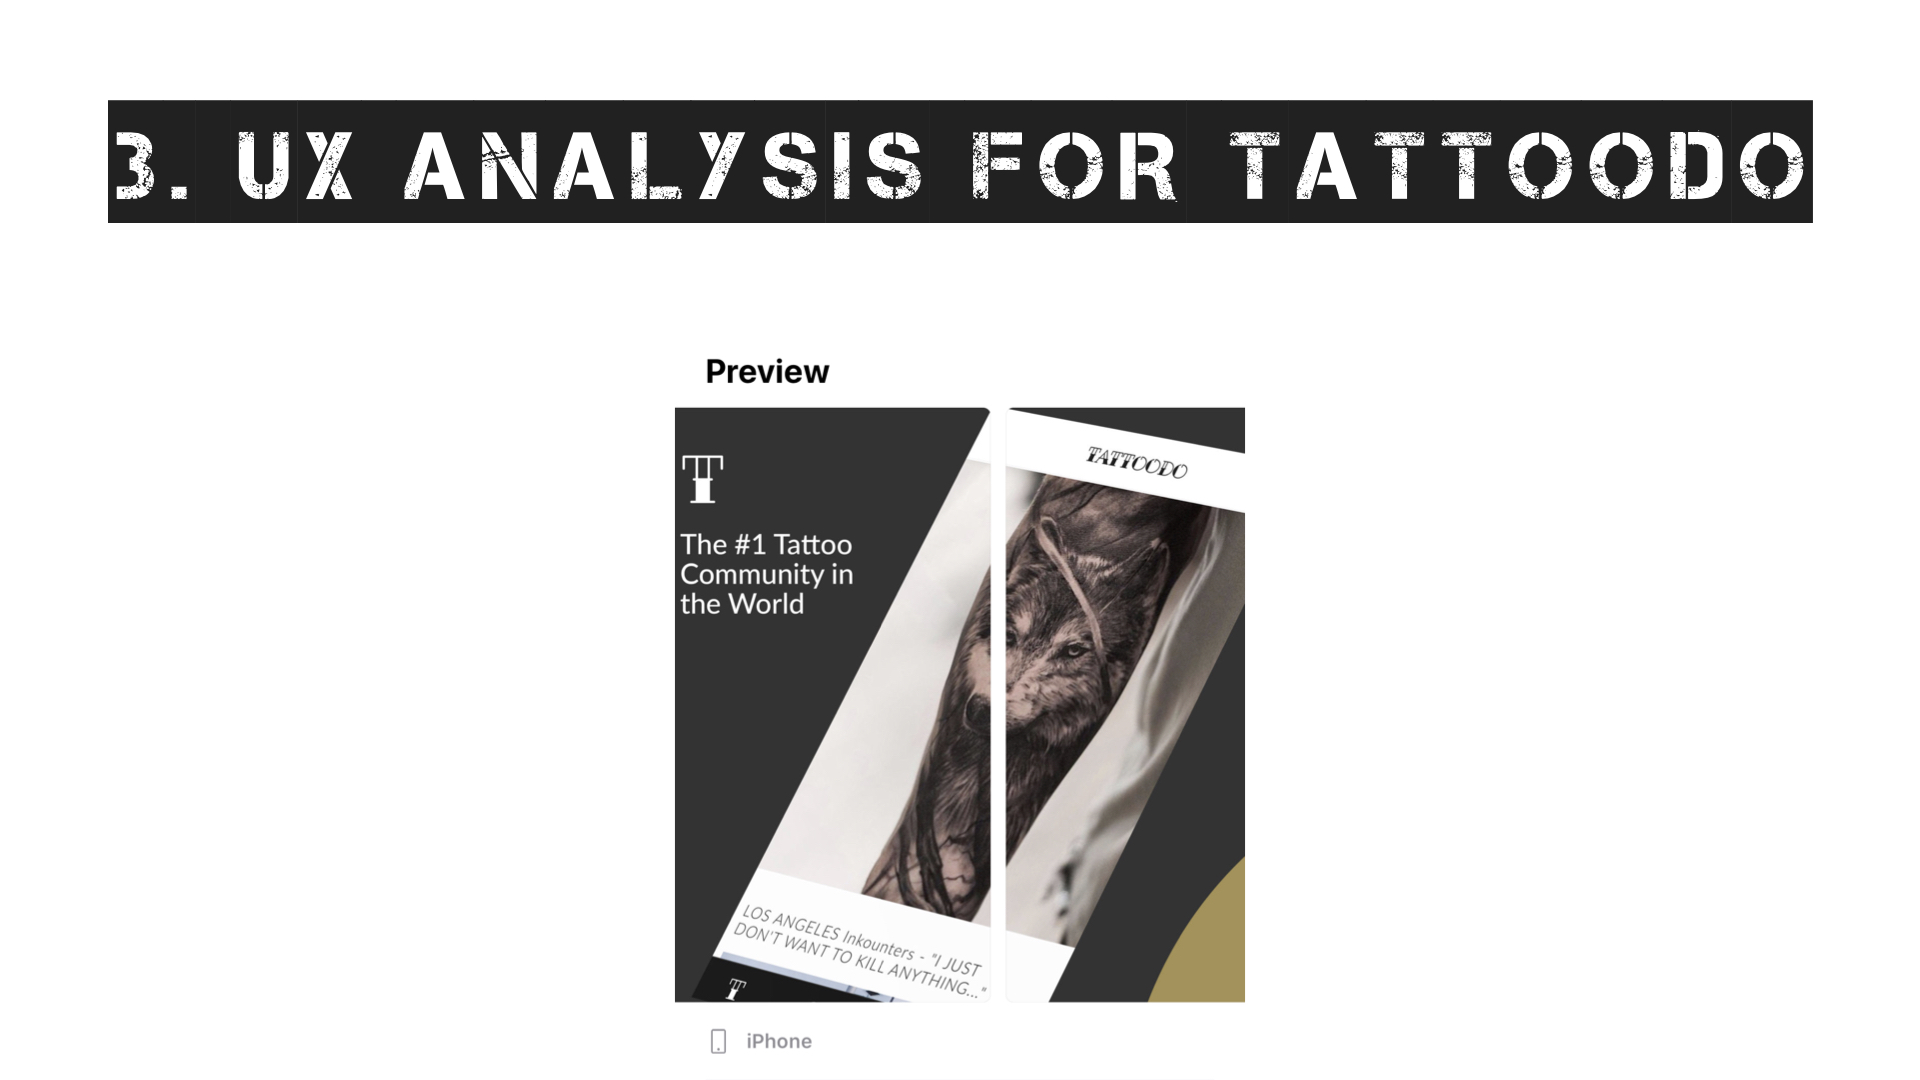 3. UX ANALYSIS FOR TATTOODO
Preview
T
The #1 Tattoo
Community in
the World
TATTOODO
LOS ANGELES Inkounters - "I JUST
DON'T WANT TO KILL ANYTHING..."
T
iPhone